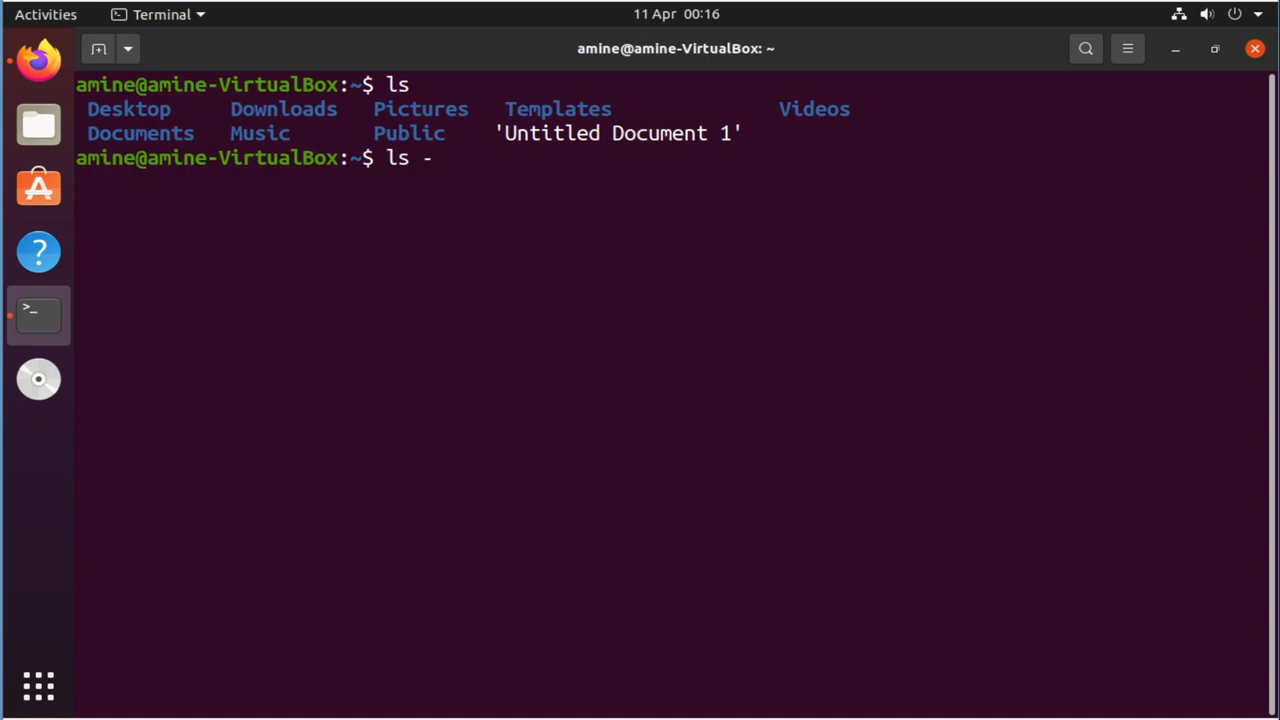 Activities Terminal 11 Apr 00:16
amine@amine-VirtualBox: ~
amine@amine-VirtualBox:~$ ls
Desktop Downloads Pictures Templates Videos
Documents Music Public 'Untitled Document 1'
amine@amine-VirtualBox:~$ ls -